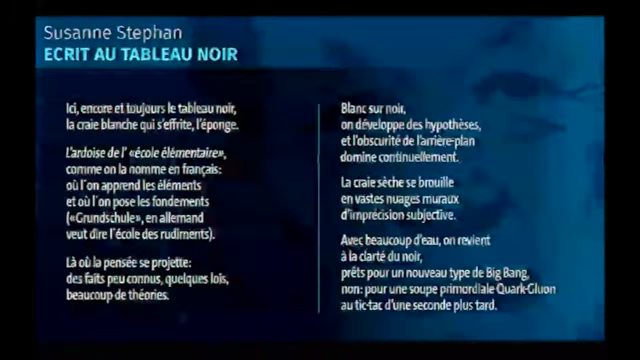 Susanne Stephan
ECRIT AU TABLEAU NOIR
Ici, encore et toujours le tableau noir,
la craie blanche qui s'effrite, l'éponge.
L'ardoise de l' «école élémentaire»,
comme on la nomme en français:
où l'on apprend les éléments
et où l'on pose les fondements
(«Grundschule», en allemand
veut dire l'école des rudiments).
Là où la pensée se projette:
des faits peu connus, quelques lois,
beaucoup de théories.
Blanc sur noir,
on développe des hypothèses,
et l'obscurité de l'arrière-plan
domine continuellement.
La craie sèche se brouille
en vastes nuages muraux
d'imprécision subjective.
Avec beaucoup d'eau, on revient
à la clarté du noir,
prêts pour un nouveau type de Big Bang,
non: pour une soupe primordiale Quark-Gluon
au tic-tac d'une seconde plus tard.